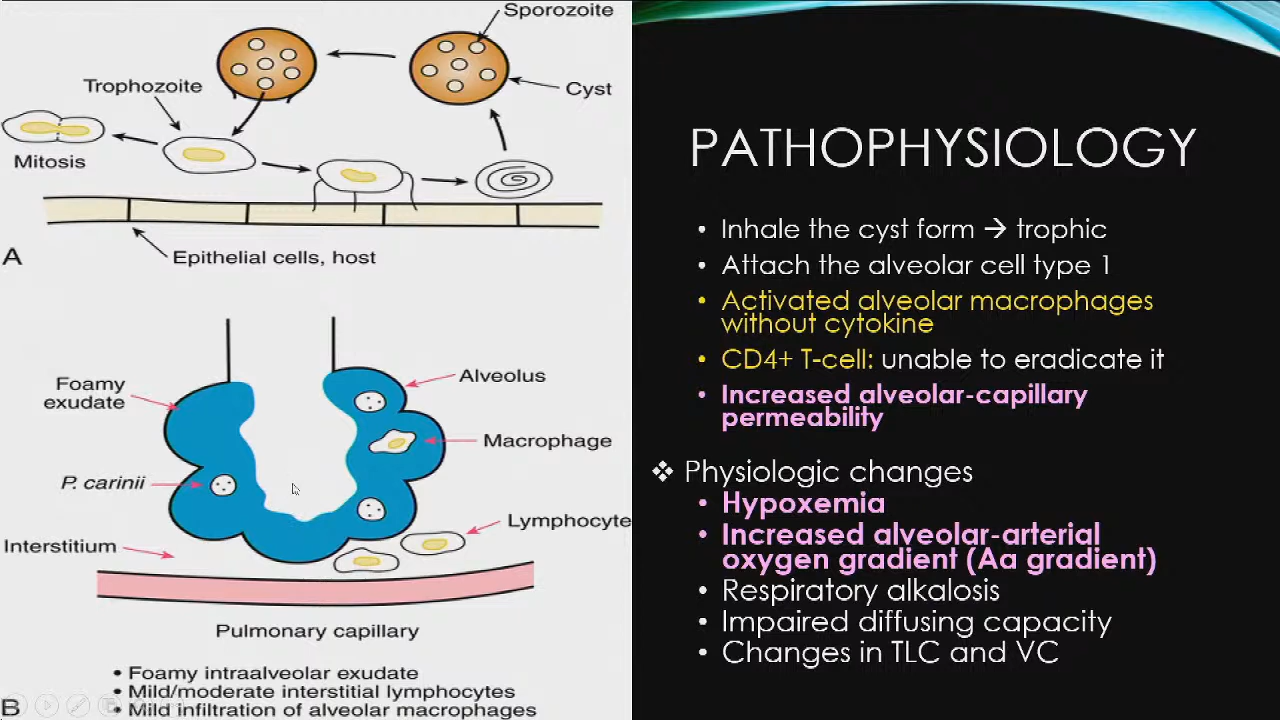 Sporozoite
Trophozoite
Cyst
Mitosis
Epithelial cells, host
A
Foamy
exudate
Alveolus
Macrophage
P. carinii
Lymphocyte
Interstitium
Pulmonary capillary
• Foamy intraalveolar exudate
• Mild/moderate interstitial lymphocytes
• Mild infiltration of alveolar macrophages
B
PATHOPHYSIOLOGY
• Inhale the cyst form → trophic
• Attach the alveolar cell type 1
• Activated alveolar macrophages
without cytokine
• CD4+ T-cell: unable to eradicate it
• Increased alveolar-capillary
permeability
❖ Physiologic changes
• Hypoxemia
• Increased alveolar-arterial
oxygen gradient (Aa gradient)
• Respiratory alkalosis
• Impaired diffusing capacity
• Changes in TLC and VC